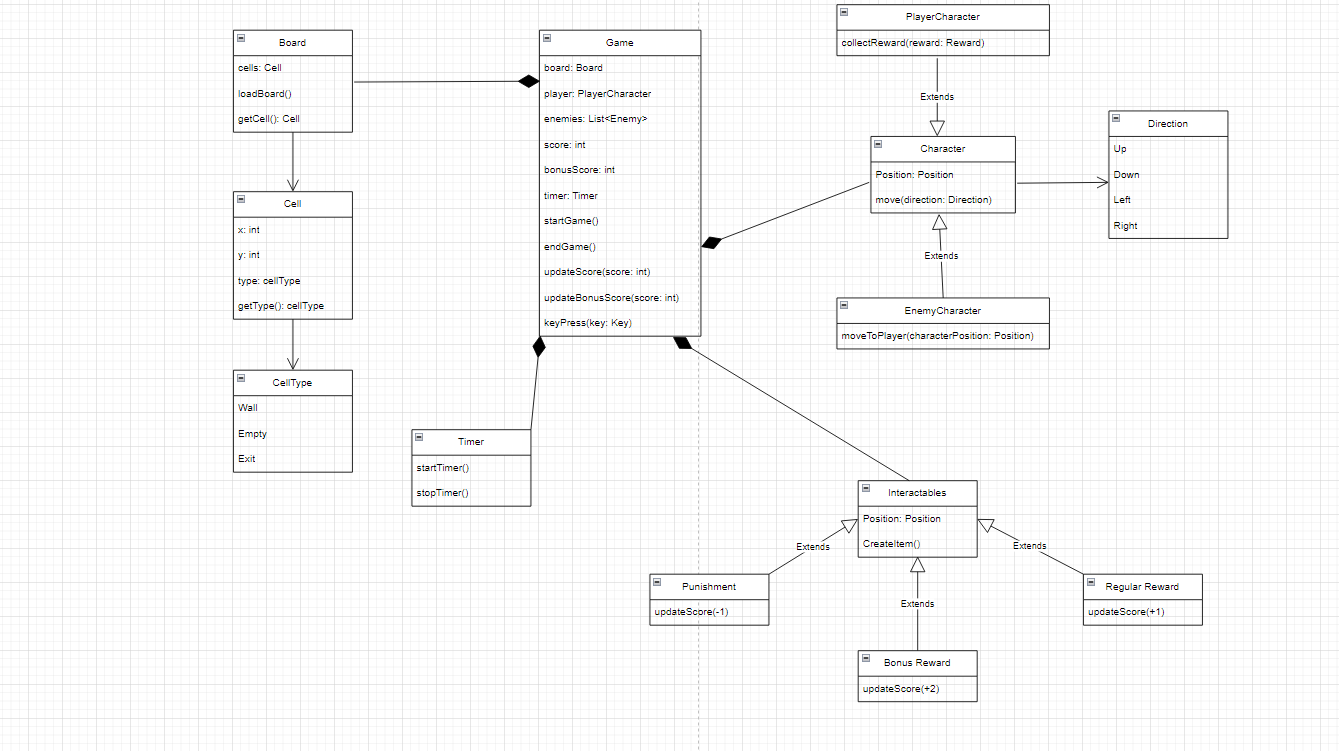 Board
cells: Cell
loadBoard()
getCell(): Cell
Cell
x: int
y: int
type: cellType
getType(): cellType
CellType
Wall
Empty
Exit
Game
board: Board
player: PlayerCharacter
enemies: List<Enemy>
score: int
bonusScore: int
timer: Timer
startGame()
endGame()
updateScore(score: int)
updateBonusScore(score: int)
keyPress(key: Key)
Timer
startTimer()
stopTimer()
PlayerCharacter
collectReward(reward: Reward)
Extends
Character
Position: Position
move(direction: Direction)
Extends
EnemyCharacter
moveToPlayer(characterPosition: Position)
Direction
Up
Down
Left
Right
Interactables
Position: Position
CreateItem()
Extends
Extends
Extends
Punishment
updateScore(-1)
Bonus Reward
updateScore(+2)
Regular Reward
updateScore(+1)